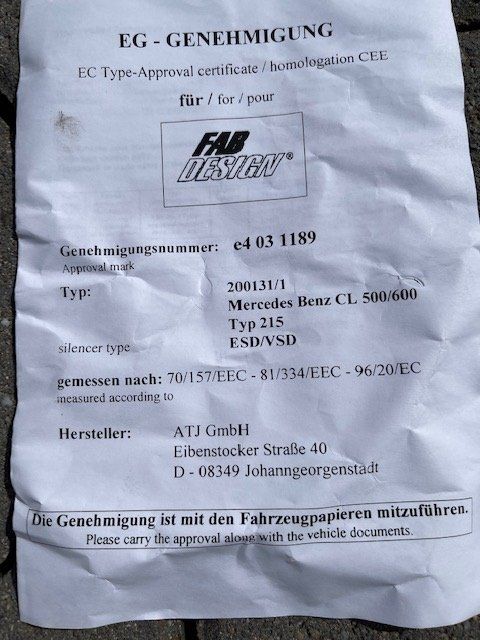 EG - GENEHMIGUNG
EC Type-Approval certificate / homologation CEE
für / for / pour
FAB
DESIGN®
Genehmigungsnummer: e4 03 1189
Approval mark
Typ: 200131/1
Mercedes Benz CL 500/600
Typ 215
silencer type ESD/VSD
gemessen nach: 70/157/EEC - 81/334/EEC - 96/20/EC
measured according to
Hersteller: ATJ GmbH
Eibenstocker Straße 40
D - 08349 Johanngeorgenstadt
Die Genehmigung ist mit den Fahrzeugpapieren mitzuführen.
Please carry the approval along with the vehicle documents.